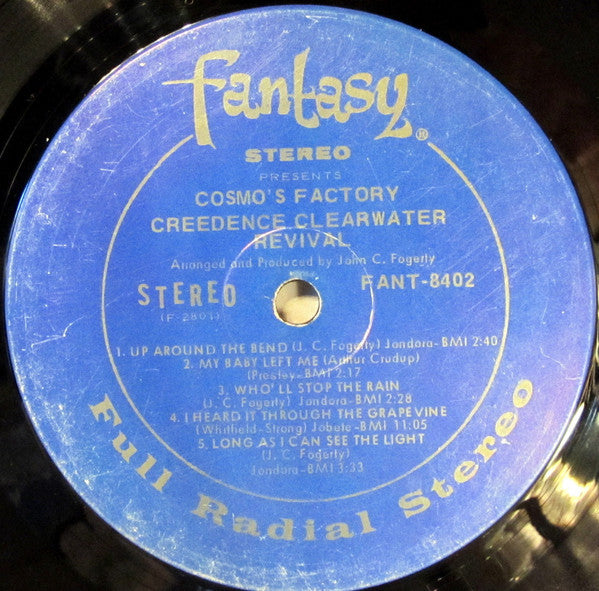 fantasy®
STEREO
PRESENTS
COSMO'S FACTORY
CREEDENCE CLEARWATER
REVIVAL
Arranged and Produced by John C. Fogerty
STEREO
FANT-8402
(F-2801)
1. UP AROUND THE BEND (J. C. Fogerty) Jondora-BMI 2:40
2. MY BABY LEFT ME (Arthur Crudup)
(Presley-BMI 2:17
3. WHO'LL STOP THE RAIN
(J. C. Fogerty) Jondora-BMI 2:28
4. I HEARD IT THROUGH THE GRAPEVINE
(Whitfield-Strong) Jobete-BMI 11:05
5. LONG AS I CAN SEE THE LIGHT
(J. C. Fogerty)
Jondora-BMI 3:33
Full Radial Stereo